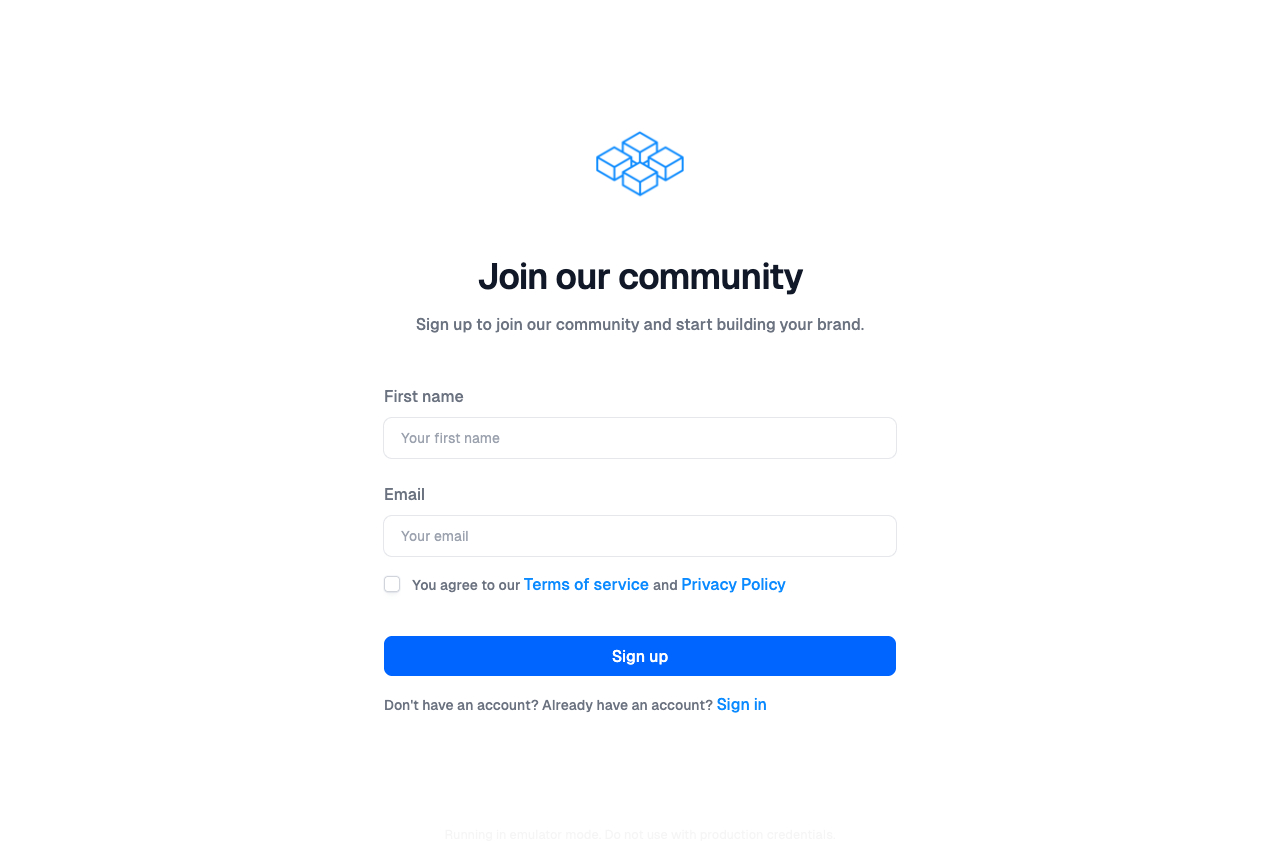 Join our community
Sign up to join our community and start building your brand.
First name
Your first name
Email
Your email
You agree to our Terms of service and Privacy Policy
Sign up
Don't have an account? Already have an account? Sign in
Running in emulator mode. Do not use with production credentials.